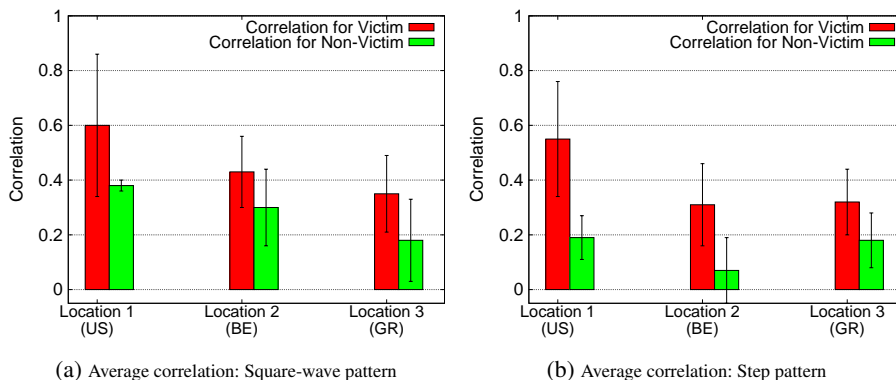 1
0.8
0.6
0.4
0.2
0
Correlation
Correlation for Victim
Correlation for Non-Victim
Location 1
(US)
Location 2
(BE)
Location 3
(GR)
(a) Average correlation: Square-wave pattern
1
0.8
0.6
0.4
0.2
0
Correlation
Correlation for Victim
Correlation for Non-Victim
Location 1
(US)
Location 2
(BE)
Location 3
(GR)
(b) Average correlation: Step pattern